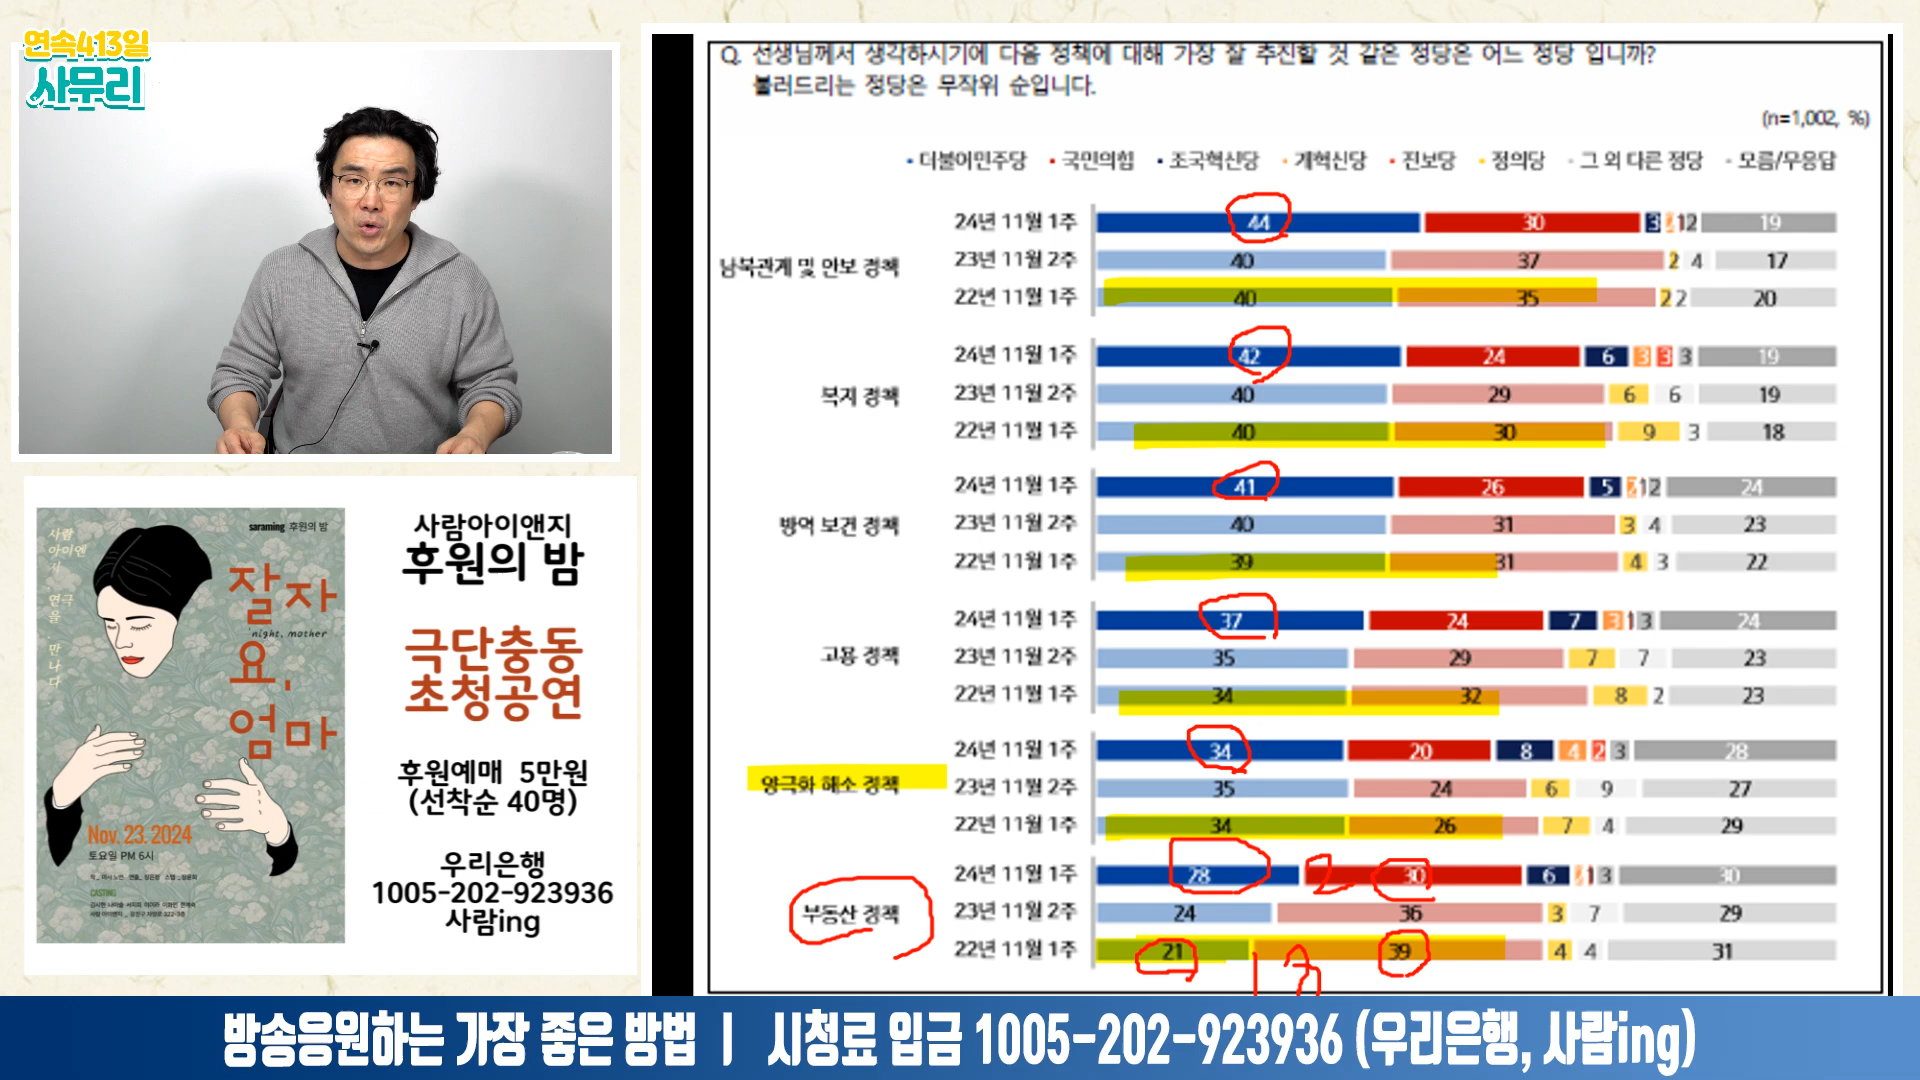 연속413일
사무리
Q. 선생님께서 생각하시기에 다음 정책에 대해 가장 잘 추진할 것 같은 정당은 어느 정당 입니까?
불러드리는 정당은 무작위 순입니다.
(n=1,002, %)
더불어민주당 국민의힘 조국혁신당 개혁신당 진보당 정의당 그 외 다른 정당 모름/무응답
남북관계 및 안보 정책
24년 11월 1주 44 30 3 12 19
23년 11월 2주 40 37 2 4 17
22년 11월 1주 40 35 2 2 20
복지 정책
24년 11월 1주 42 24 6 3 3 3 19
23년 11월 2주 40 29 6 6 19
22년 11월 1주 40 30 9 3 18
방역 보건 정책
24년 11월 1주 41 26 5 2 1 2 24
23년 11월 2주 40 31 3 4 23
22년 11월 1주 39 31 4 3 22
고용 정책
24년 11월 1주 37 24 7 3 1 3 24
23년 11월 2주 35 29 7 7 23
22년 11월 1주 34 32 8 2 23
양극화 해소 정책
24년 11월 1주 34 20 8 4 2 3 28
23년 11월 2주 35 24 6 9 27
22년 11월 1주 34 26 7 4 29
부동산 정책
24년 11월 1주 28 2 30 6 1 3 30
23년 11월 2주 24 36 3 7 29
22년 11월 1주 21 39 4 4 31
saraming 후원의 밤
사람
아이엔
지,
연극
을
만
나
다
잘자
'night, mother
요,
엄마
Nov. 23. 2024
토요일 PM 6시
CASTING
사람아이앤지
후원의 밤
극단충동
초청공연
후원예매 5만원
(선착순 40명)
우리은행
1005-202-923936
사람ing
방송응원하는 가장 좋은 방법 | 시청료 입금 1005-202-923936 (우리은행, 사람ing)